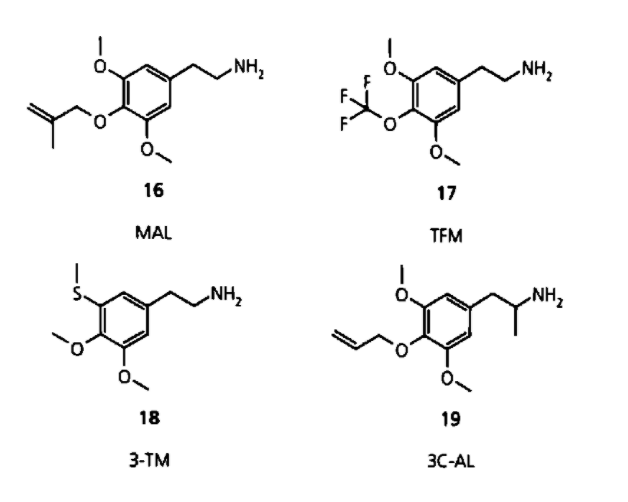 O NH₂
O
O
16
MAL
O NH₂
F F
F O
O
17
TFM
S NH₂
O
O
18
3-TM
O NH₂
O
O
19
3C-AL